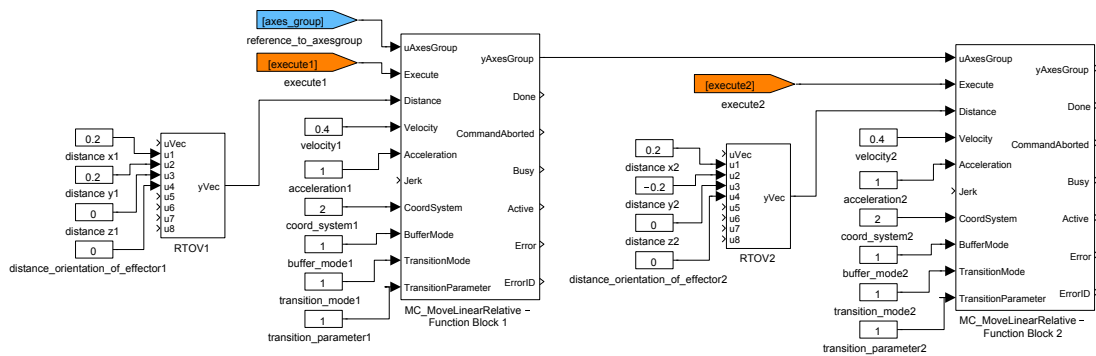 [axes_group]
reference_to_axesgroup
[execute1]
execute1
0.2
distance x1
0.2
distance y1
0
distance z1
0
distance_orientation_of_effector1
uVec
u1
u2
u3
u4
u5
u6
u7
u8
yVec
RTOV1
0.4
velocity1
1
acceleration1
2
coord_system1
1
buffer_mode1
1
transition_mode1
1
transition_parameter1
uAxesGroup
Execute
Distance
Velocity
Acceleration
Jerk
CoordSystem
BufferMode
TransitionMode
TransitionParameter
yAxesGroup
Done
CommandAborted
Busy
Active
Error
ErrorID
MC_MoveLinearRelative −
Function Block 1
[execute2]
execute2
0.2
distance x2
−0.2
distance y2
0
distance z2
0
distance_orientation_of_effector2
uVec
u1
u2
u3
u4
u5
u6
u7
u8
yVec
RTOV2
0.4
velocity2
1
acceleration2
2
coord_system2
1
buffer_mode2
1
transition_mode2
1
transition_parameter2
uAxesGroup
Execute
Distance
Velocity
Acceleration
Jerk
CoordSystem
BufferMode
TransitionMode
TransitionParameter
yAxesGroup
Done
CommandAborted
Busy
Active
Error
ErrorID
MC_MoveLinearRelative −
Function Block 2